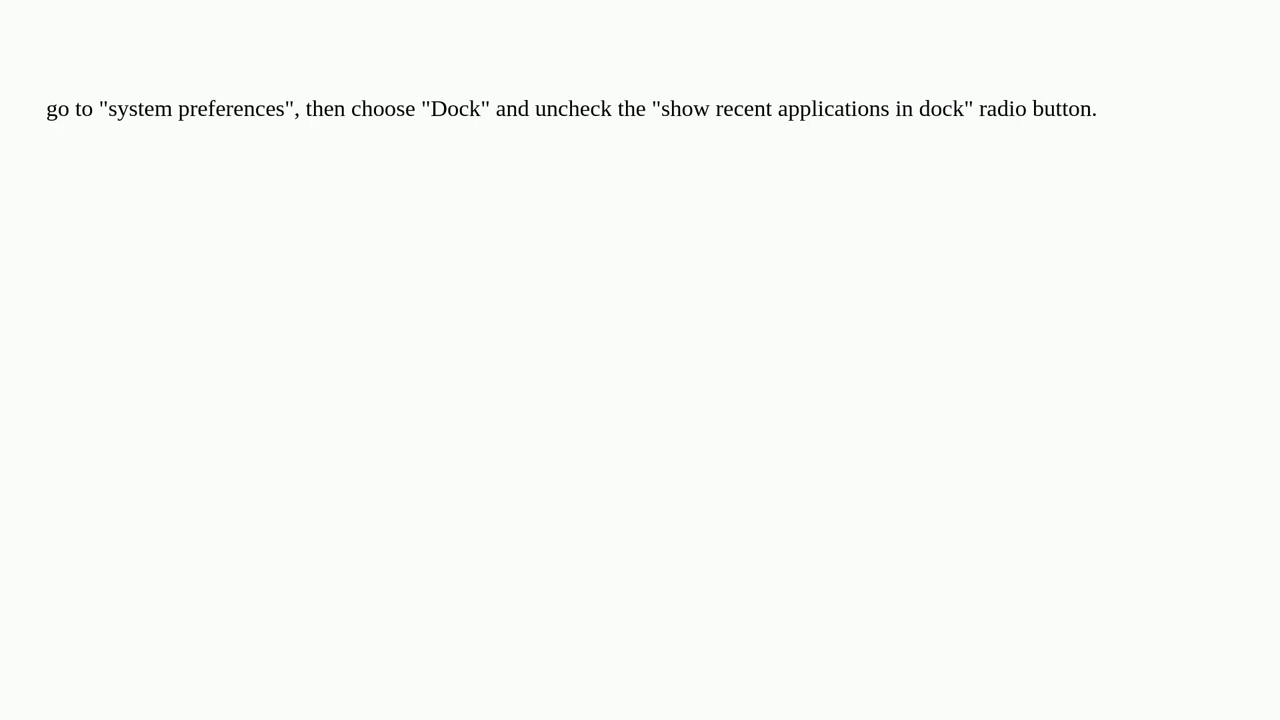 go to "system preferences", then choose "Dock" and uncheck the "show recent applications in dock" radio button.